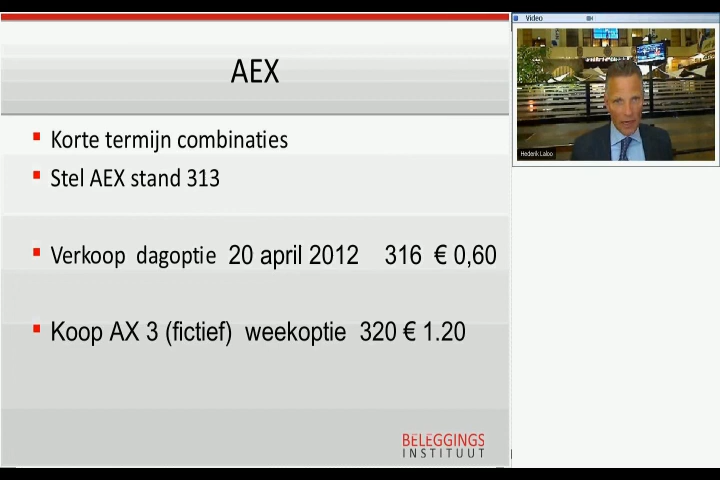 AEX
Korte termijn combinaties
Stel AEX stand 313
Verkoop dagoptie 20 april 2012 316 € 0,60
Koop AX 3 (fictief) weekoptie 320 € 1.20
BELEGGINGS
INSTITUUT
Video
Hederik Laloo